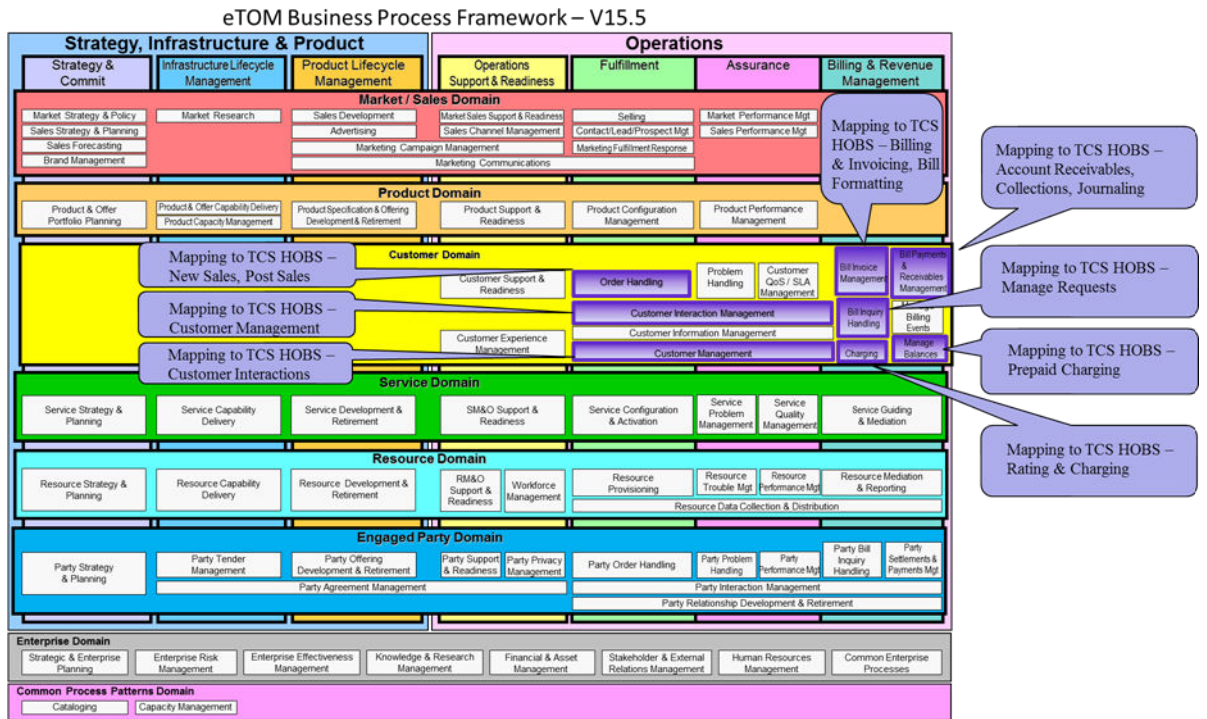 eTOM Business Process Framework – V15.5
Strategy, Infrastructure & Product
Operations
Strategy &
Commit
Infrastructure Lifecycle
Management
Product Lifecycle
Management
Operations
Support & Readiness
Fulfillment
Assurance
Billing & Revenue
Management
Market / Sales Domain
Market Strategy & Policy
Sales Strategy & Planning
Sales Forecasting
Brand Management
Market Research
Sales Development
Advertising
Market Sales Support & Readiness
Sales Channel Management
Selling
Contact/Lead/Prospect Mgt
Marketing Fulfillment Response
Market Performance Mgt
Sales Performance Mgt
Marketing Campaign Management
Marketing Communications
Mapping to TCS
HOBS – Billing
& Invoicing, Bill
Formatting
Mapping to TCS HOBS –
Account Receivables,
Collections, Journaling
Product Domain
Product & Offer
Portfolio Planning
Product & Offer Capability Delivery
Product Capacity Management
Product Specification & Offering
Development & Retirement
Product Support &
Readiness
Product Configuration
Management
Product Performance
Management
Customer Domain
Mapping to TCS HOBS –
New Sales, Post Sales
Mapping to TCS HOBS –
Customer Management
Mapping to TCS HOBS –
Customer Interactions
Customer Support &
Readiness
Customer Experience
Management
Order Handling
Problem
Handling
Customer
QoS / SLA
Management
Customer Interaction Management
Customer Information Management
Customer Management
Bill Invoice
Management
Bill Payments
&
Receivables
Management
Bill Inquiry
Handling
Billing
Events
Charging
Manage
Balances
Mapping to TCS HOBS –
Manage Requests
Mapping to TCS HOBS –
Prepaid Charging
Mapping to TCS HOBS –
Rating & Charging
Service Domain
Service Strategy &
Planning
Service Capability
Delivery
Service Development &
Retirement
SM&O Support &
Readiness
Service Configuration
& Activation
Service
Problem
Management
Service
Quality
Management
Service Guiding
& Mediation
Resource Domain
Resource Strategy &
Planning
Resource Capability
Delivery
Resource Development &
Retirement
RM&O
Support &
Readiness
Workforce
Management
Resource
Provisioning
Resource
Trouble Mgt
Resource
Performance Mgt
Resource Mediation
& Reporting
Resource Data Collection & Distribution
Engaged Party Domain
Party Strategy
& Planning
Party Tender
Management
Party Offering
Development & Retirement
Party Support
& Readiness
Party Privacy
Management
Party Order Handling
Party Problem
Handling
Party
Performance Mgt
Party Bill
Inquiry
Handling
Party
Settlements &
Payments Mgt
Party Agreement Management
Party Interaction Management
Party Relationship Development & Retirement
Enterprise Domain
Strategic & Enterprise
Planning
Enterprise Risk
Management
Enterprise Effectiveness
Management
Knowledge & Research
Management
Financial & Asset
Management
Stakeholder & External
Relations Management
Human Resources
Management
Common Enterprise
Processes
Common Process Patterns Domain
Cataloging
Capacity Management